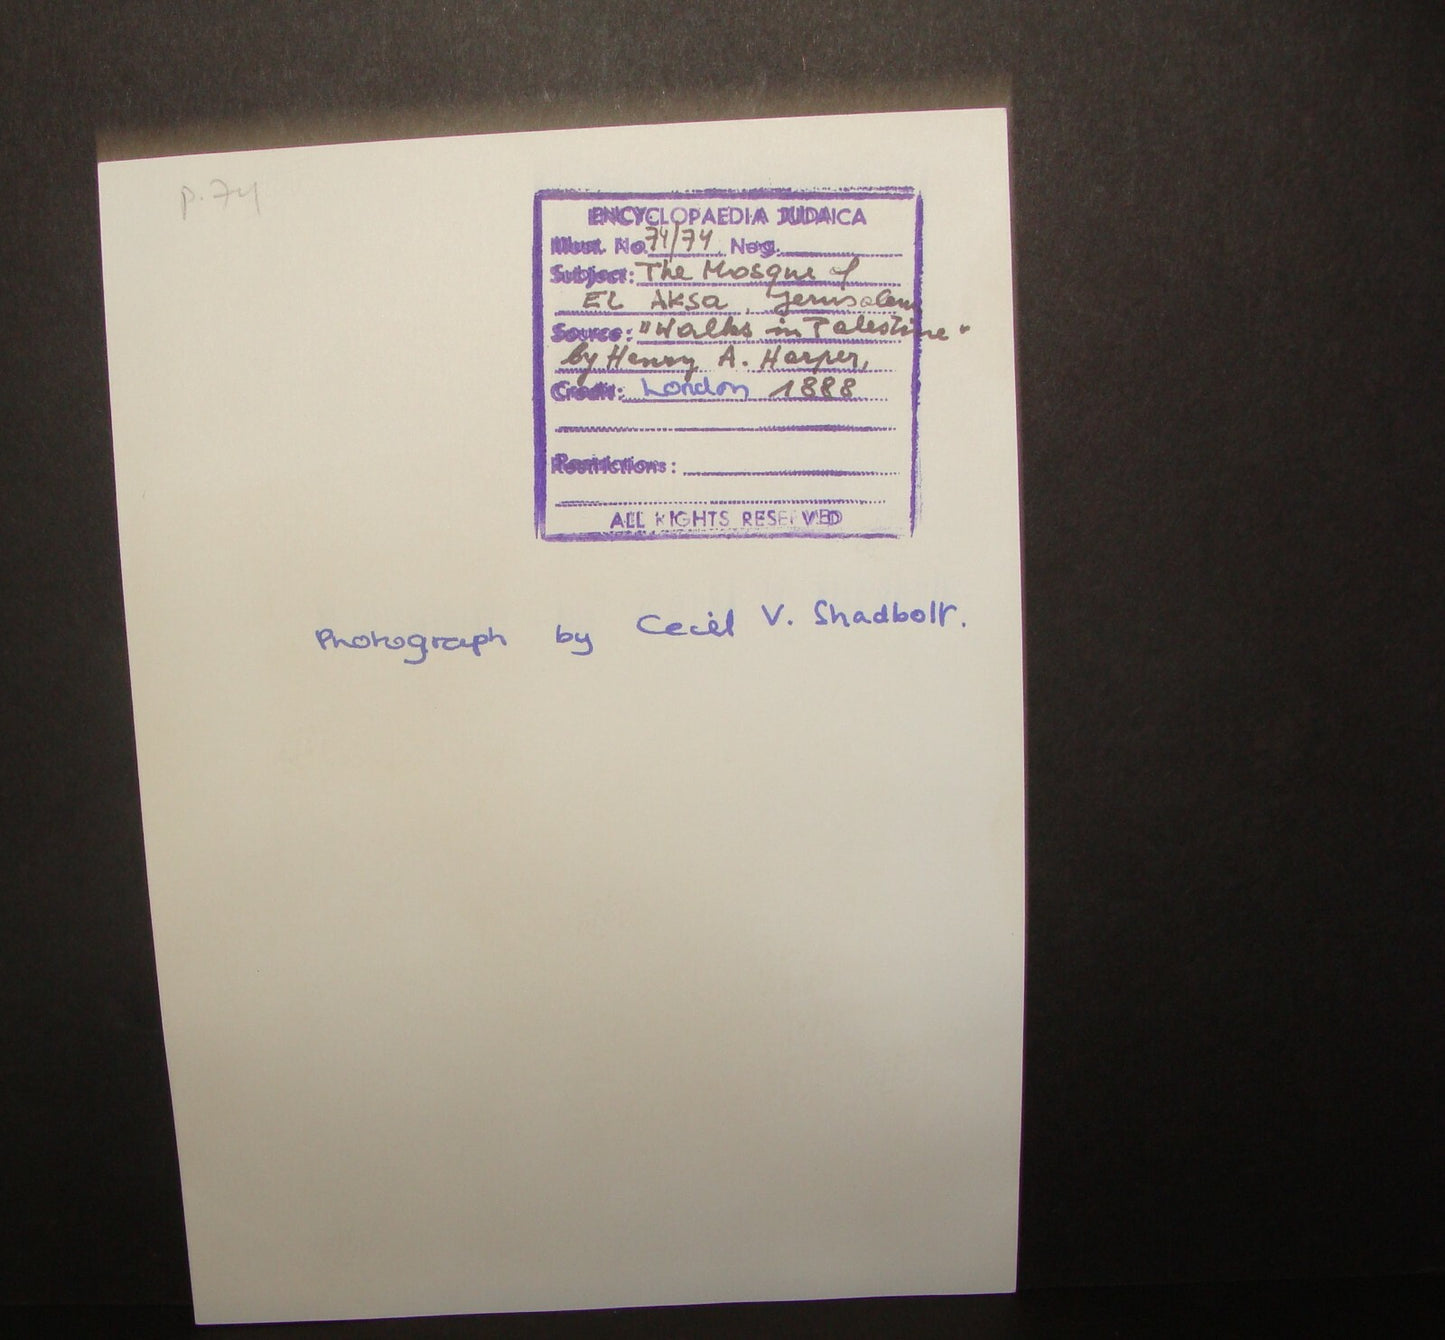 p.74
ENCYCLOPAEDIA JUDAICA
Illust. No. 74/74 Neg.
Subject: The Mosque of
EL AKSA, Jerusalem
Source: "Walks in Palestine"
by Henry A. Harper,
Credit: London 1888
Restrictions:
ALL RIGHTS RESERVED
Photograph by Cecil V. Shadbolt.